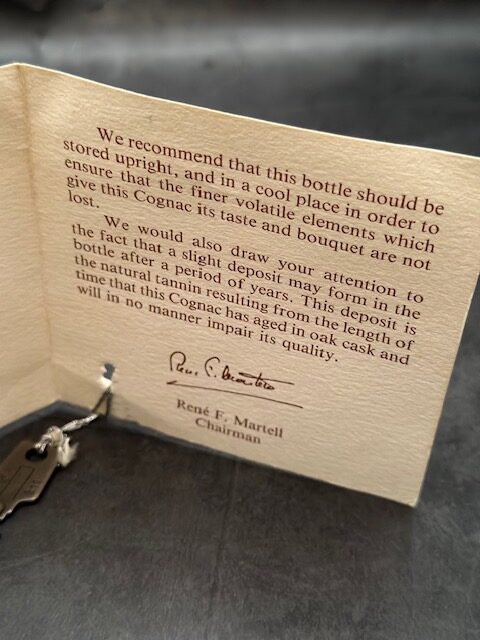 We recommend that this bottle should be
stored upright, and in a cool place in order to
ensure that the finer volatile elements which
give this Cognac its taste and bouquet are not
lost.
We would also draw your attention to
the fact that a slight deposit may form in the
bottle after a period of years. This deposit is
the natural tannin resulting from the length of
time that this Cognac has aged in oak cask and
will in no manner impair its quality.
René F. Martell
Chairman